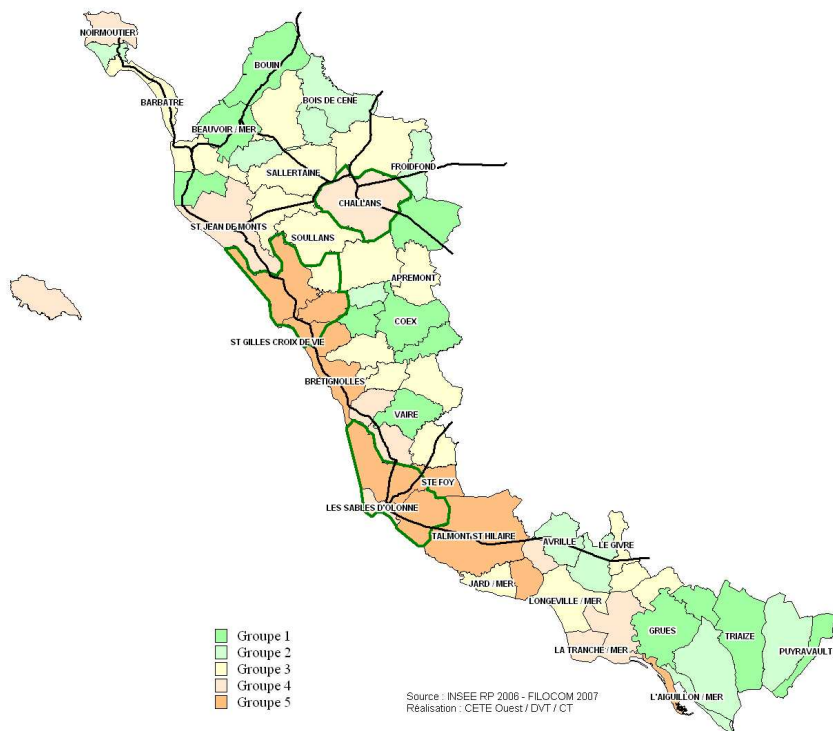 NOIRMOUTIER
BOUIN
BARBATRE
BOIS DE CENE
BEAUVOIR / MER
FROIDFOND
SALLERTAINE
CHALLANS
ST JEAN DE MONTS
SOULLANS
APREMONT
COEX
ST GILLES CROIX DE VIE
BRETIGNOLLES
VAIRE
STE FOY
LES SABLES D'OLONNE
TALMONT ST HILAIRE
AVRILLE
LE GIVRE
JARD / MER
LONGEVILLE / MER
GRUES
TRIAIZE
LA TRANCHE / MER
PUYRAVAULT
L'AIGUILLON / MER
Groupe 1
Groupe 2
Groupe 3
Groupe 4
Groupe 5
Source : INSEE RP 2006 - FILOCOM 2007
Réalisation : CETE Ouest / DVT / CT